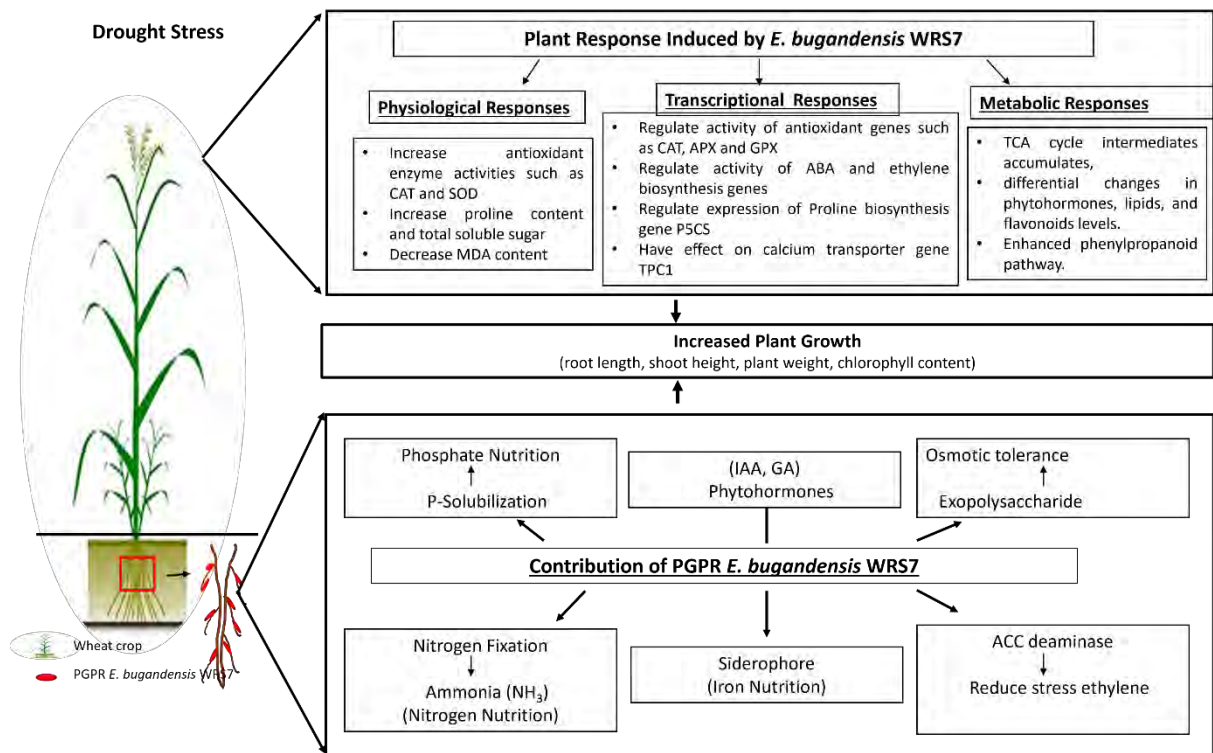 Drought Stress
Plant Response Induced by E. bugandensis WRS7
Physiological Responses
• Increase antioxidant
enzyme activities such as
CAT and SOD
• Increase proline content
and total soluble sugar
• Decrease MDA content
Transcriptional Responses
• Regulate activity of antioxidant genes such
as CAT, APX and GPX
• Regulate activity of ABA and ethylene
biosynthesis genes
• Regulate expression of Proline biosynthesis
gene P5CS
• Have effect on calcium transporter gene
TPC1
Metabolic Responses
• TCA cycle intermediates
accumulates,
• differential changes in
phytohormones, lipids, and
flavonoids levels.
• Enhanced phenylpropanoid
pathway.
Increased Plant Growth
(root length, shoot height, plant weight, chlorophyll content)
Phosphate Nutrition
P-Solubilization
(IAA, GA)
Phytohormones
Osmotic tolerance
Exopolysaccharide
Contribution of PGPR E. bugandensis WRS7
Nitrogen Fixation
Ammonia (NH₃)
(Nitrogen Nutrition)
Siderophore
(Iron Nutrition)
ACC deaminase
Reduce stress ethylene
Wheat crop
PGPR E. bugandensis WRS7